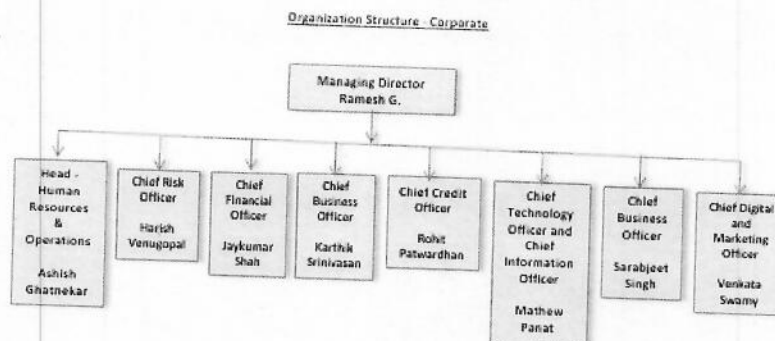 Organization Structure - Corporate
Managing Director
Ramesh G.
Head -
Human
Resources
&
Operations
Ashish
Ghatnekar
Chief Risk
Officer
Harish
Venugopal
Chief
Financial
Officer
Jaykumar
Shah
Chief
Business
Officer
Karthik
Srinivasan
Chief Credit
Officer
Rohit
Patwardhan
Chief
Technology
Officer and
Chief
Information
Officer
Mathew
Panat
Chief
Business
Officer
Sarabjeet
Singh
Chief Digital
and
Marketing
Officer
Venkata
Swamy